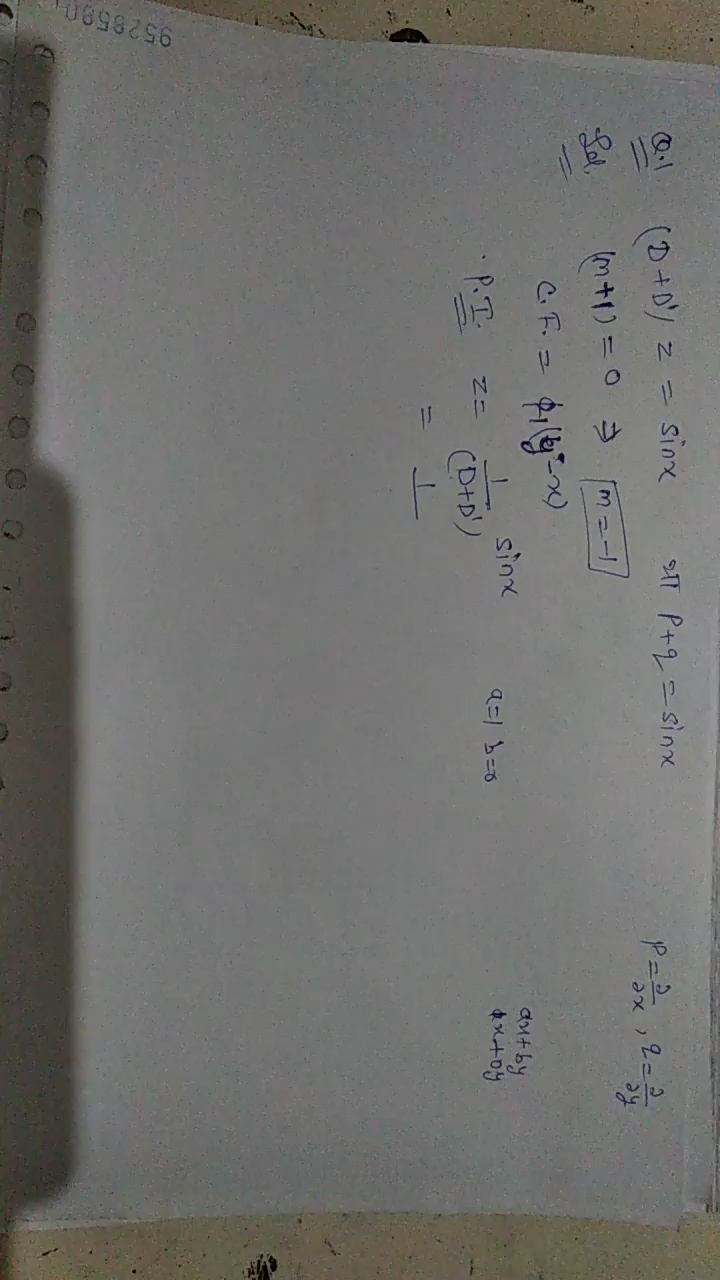 Q.1 (D+D') z = sinx या p+q = sinx p = ∂/∂x , q = ∂/∂y
Sol. (m+1) = 0 ⇒ m = -1
C.F. = ϕ1(y-x)
P.I. z = 1/(D+D') sinx a=1 b=0 ax+by
1x+0y
= 1